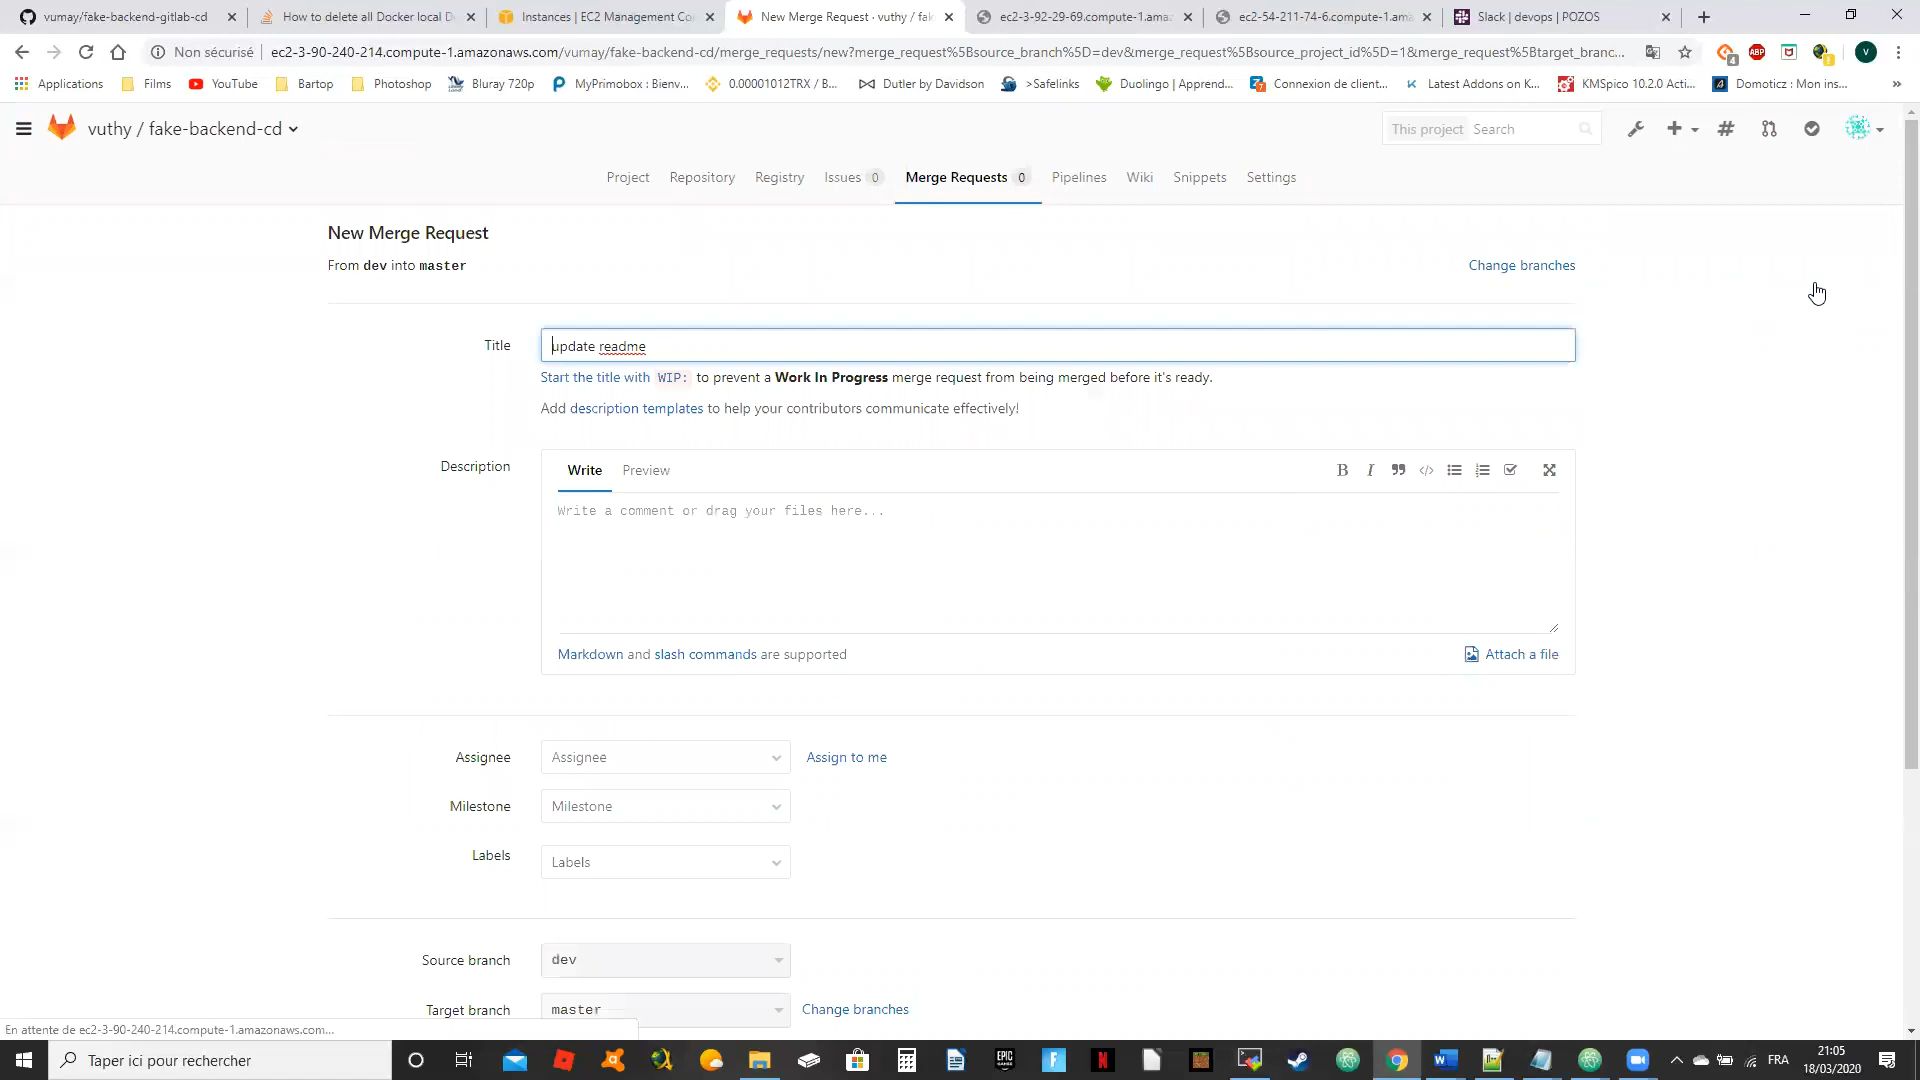 vumay/fake-backend-gitlab-cd
How to delete all Docker local D
Instances | EC2 Management Co
New Merge Request · vuthy / fak
ec2-3-92-29-69.compute-1.amaz
ec2-54-211-74-6.compute-1.ama
Slack | devops | POZOS
Non sécurisé
ec2-3-90-240-214.compute-1.amazonaws.com/vumay/fake-backend-cd/merge_requests/new?merge_request%5Bsource_branch%5D=dev&merge_request%5Bsource_project_id%5D=1&merge_request%5Btarget_branc...
Applications
Films
YouTube
Bartop
Photoshop
Bluray 720p
MyPrimobox : Bienv...
0.00001012TRX / B...
Dutler by Davidson
>Safelinks
Duolingo | Apprend...
Connexion de client...
Latest Addons on K...
KMSpico 10.2.0 Acti...
Domoticz : Mon ins...
vuthy / fake-backend-cd
This project Search
Project
Repository
Registry
Issues 0
Merge Requests 0
Pipelines
Wiki
Snippets
Settings
New Merge Request
From dev into master
Change branches
Title
update readme
Start the title with WIP: to prevent a Work In Progress merge request from being merged before it's ready.
Add description templates to help your contributors communicate effectively!
Description
Write
Preview
Write a comment or drag your files here...
Markdown and slash commands are supported
Attach a file
Assignee
Assignee
Assign to me
Milestone
Milestone
Labels
Labels
Source branch
dev
Target branch
master
Change branches
En attente de ec2-3-90-240-214.compute-1.amazonaws.com...
Taper ici pour rechercher
FRA
21:05
18/03/2020